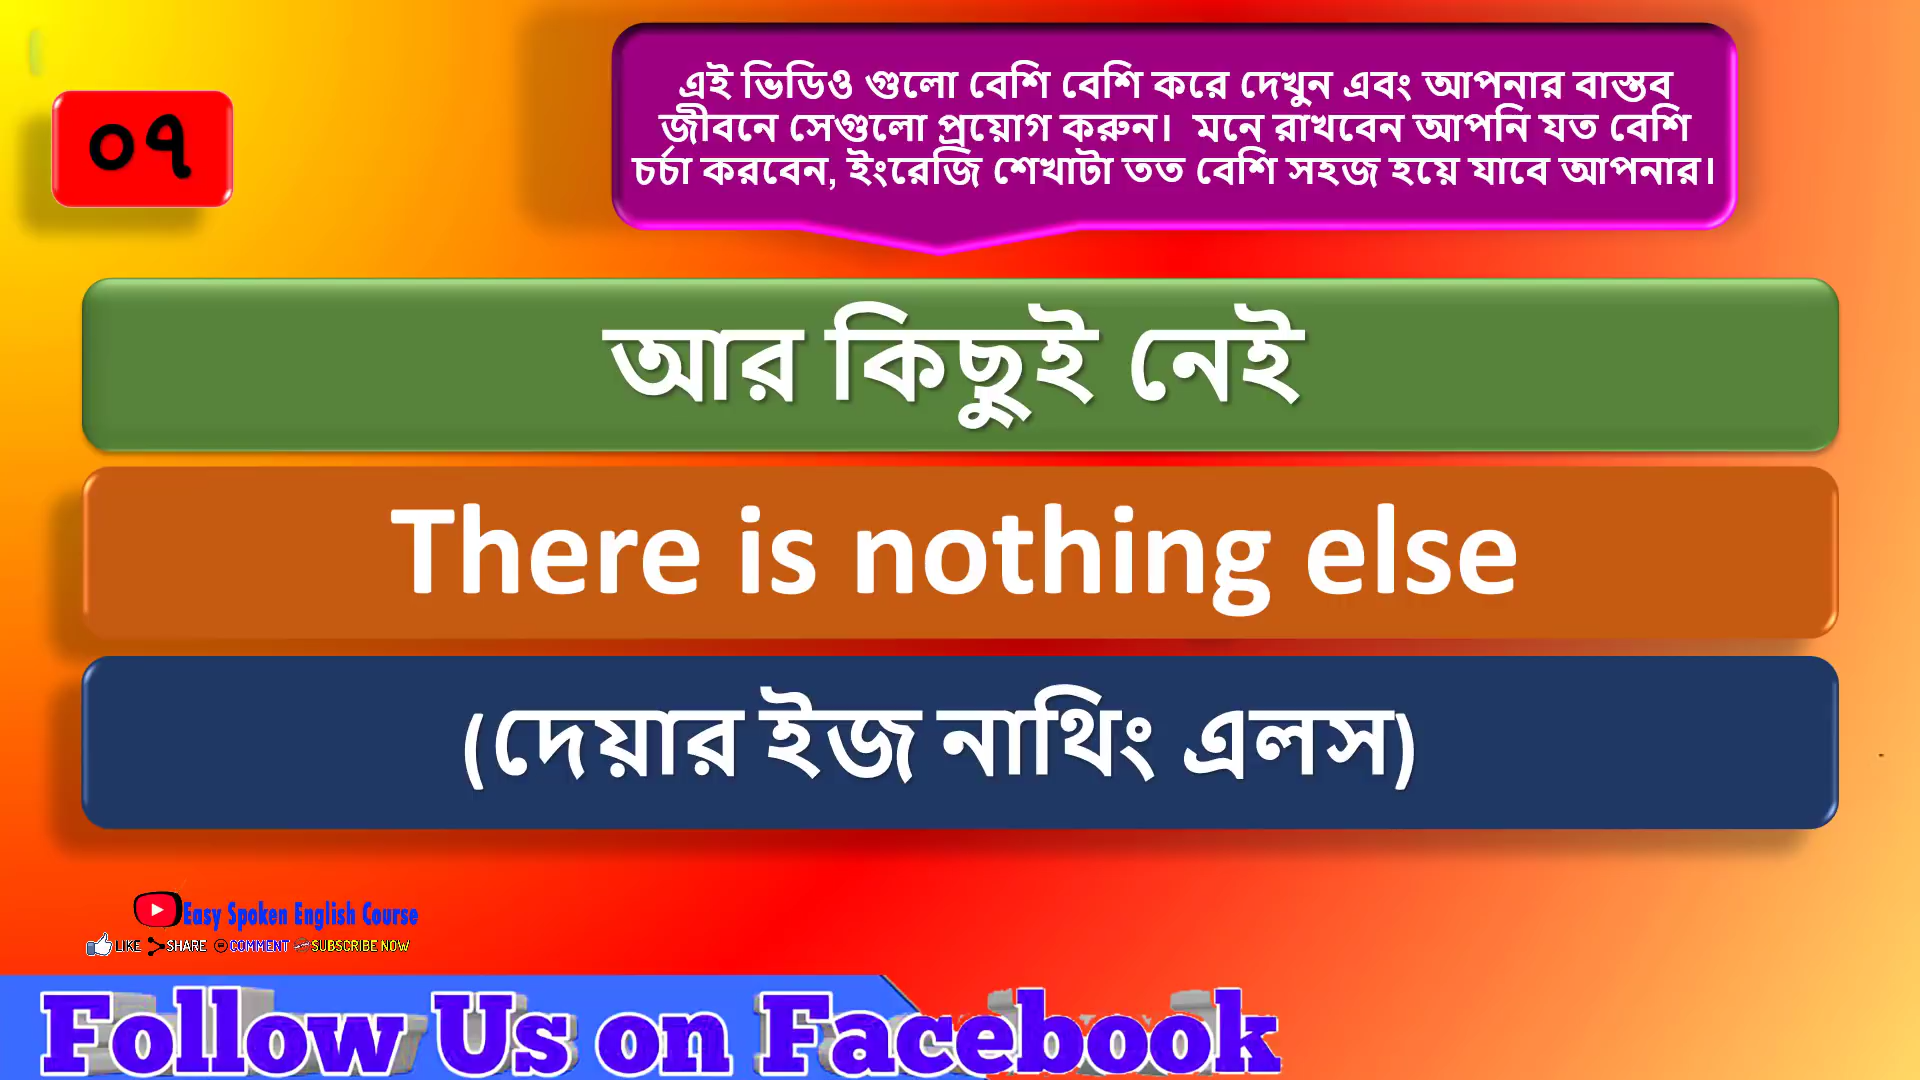 ০৭
এই ভিডিও গুলো বেশি বেশি করে দেখুন এবং আপনার বাস্তব
জীবনে সেগুলো প্রয়োগ করুন। মনে রাখবেন আপনি যত বেশি
চর্চা করবেন, ইংরেজি শেখাটা তত বেশি সহজ হয়ে যাবে আপনার।
আর কিছুই নেই
There is nothing else
(দেয়ার ইজ নাথিং এলস)
Easy Spoken English Course
LIKE SHARE COMMENT SUBSCRIBE NOW
Follow Us on Facebook